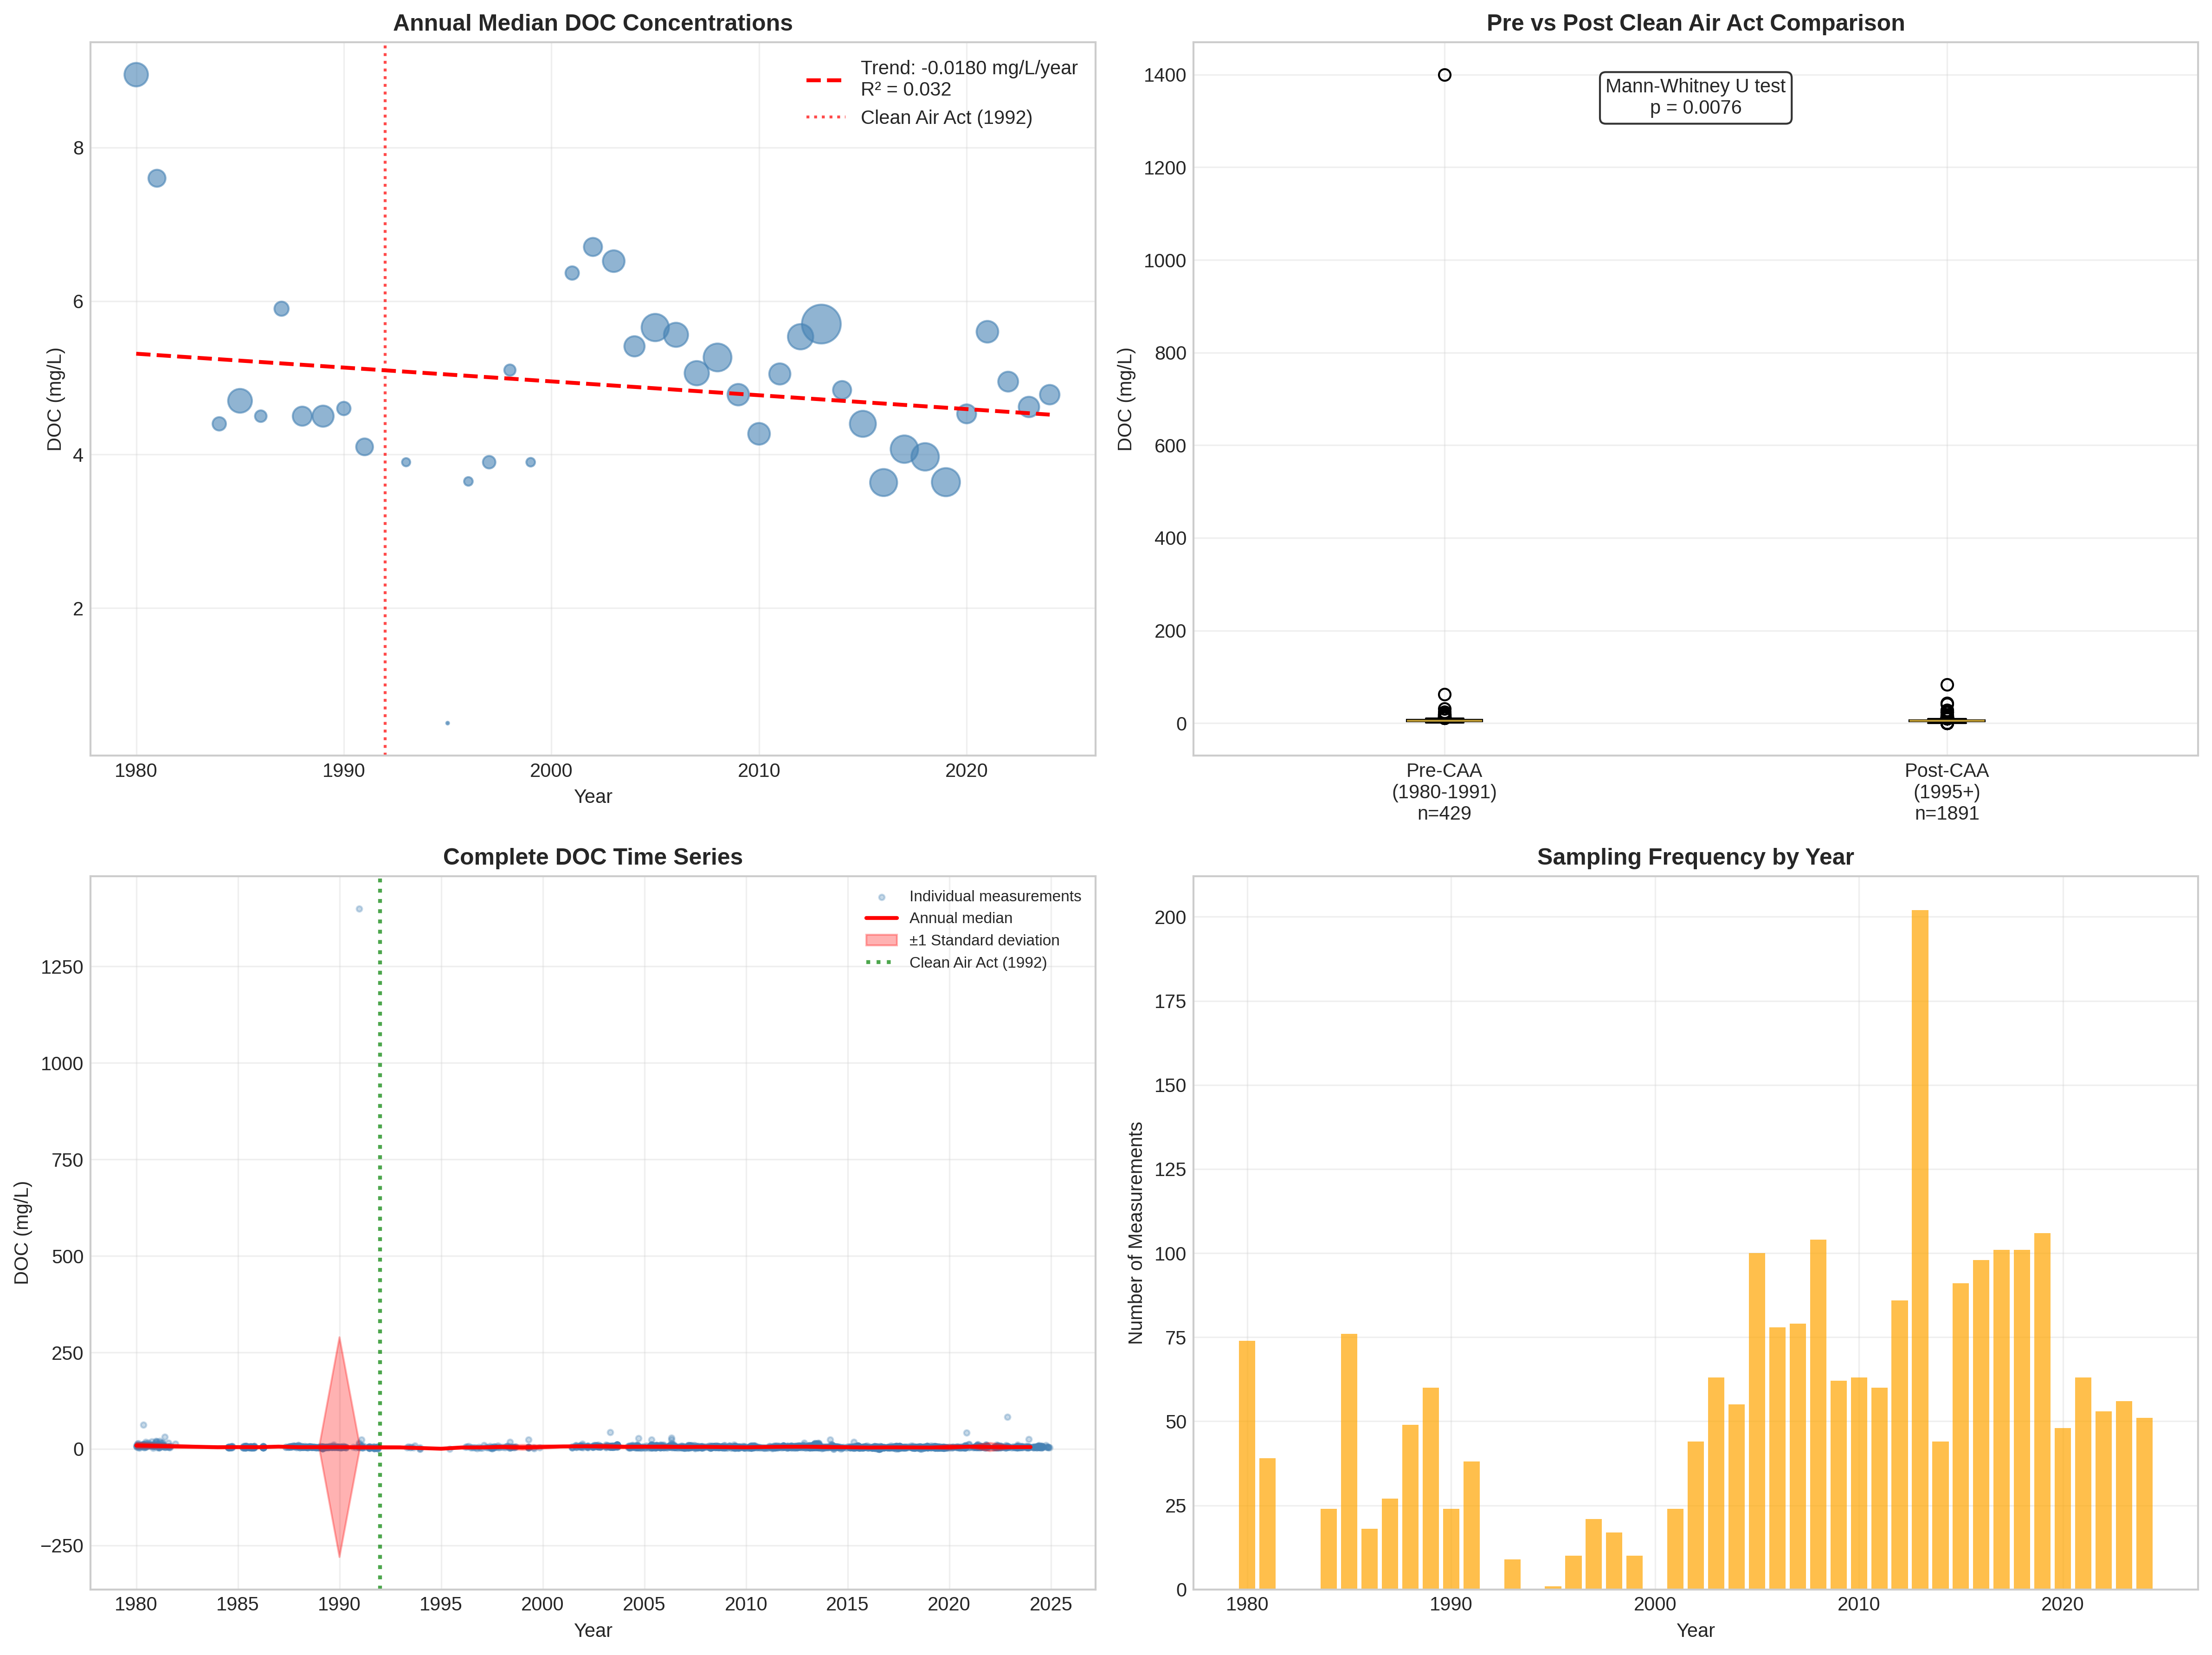 Annual Median DOC Concentrations
Trend: -0.0180 mg/L/year
R² = 0.032
Clean Air Act (1992)
8
6
4
2
DOC (mg/L)
1980
1990
2000
2010
2020
Year
Pre vs Post Clean Air Act Comparison
Mann-Whitney U test
p = 0.0076
1400
1200
1000
800
600
400
200
0
DOC (mg/L)
Pre-CAA
(1980-1991)
n=429
Post-CAA
(1995+)
n=1891
Complete DOC Time Series
Individual measurements
Annual median
±1 Standard deviation
Clean Air Act (1992)
1250
1000
750
500
250
0
−250
DOC (mg/L)
1980
1985
1990
1995
2000
2005
2010
2015
2020
2025
Year
Sampling Frequency by Year
200
175
150
125
100
75
50
25
0
Number of Measurements
1980
1990
2000
2010
2020
Year